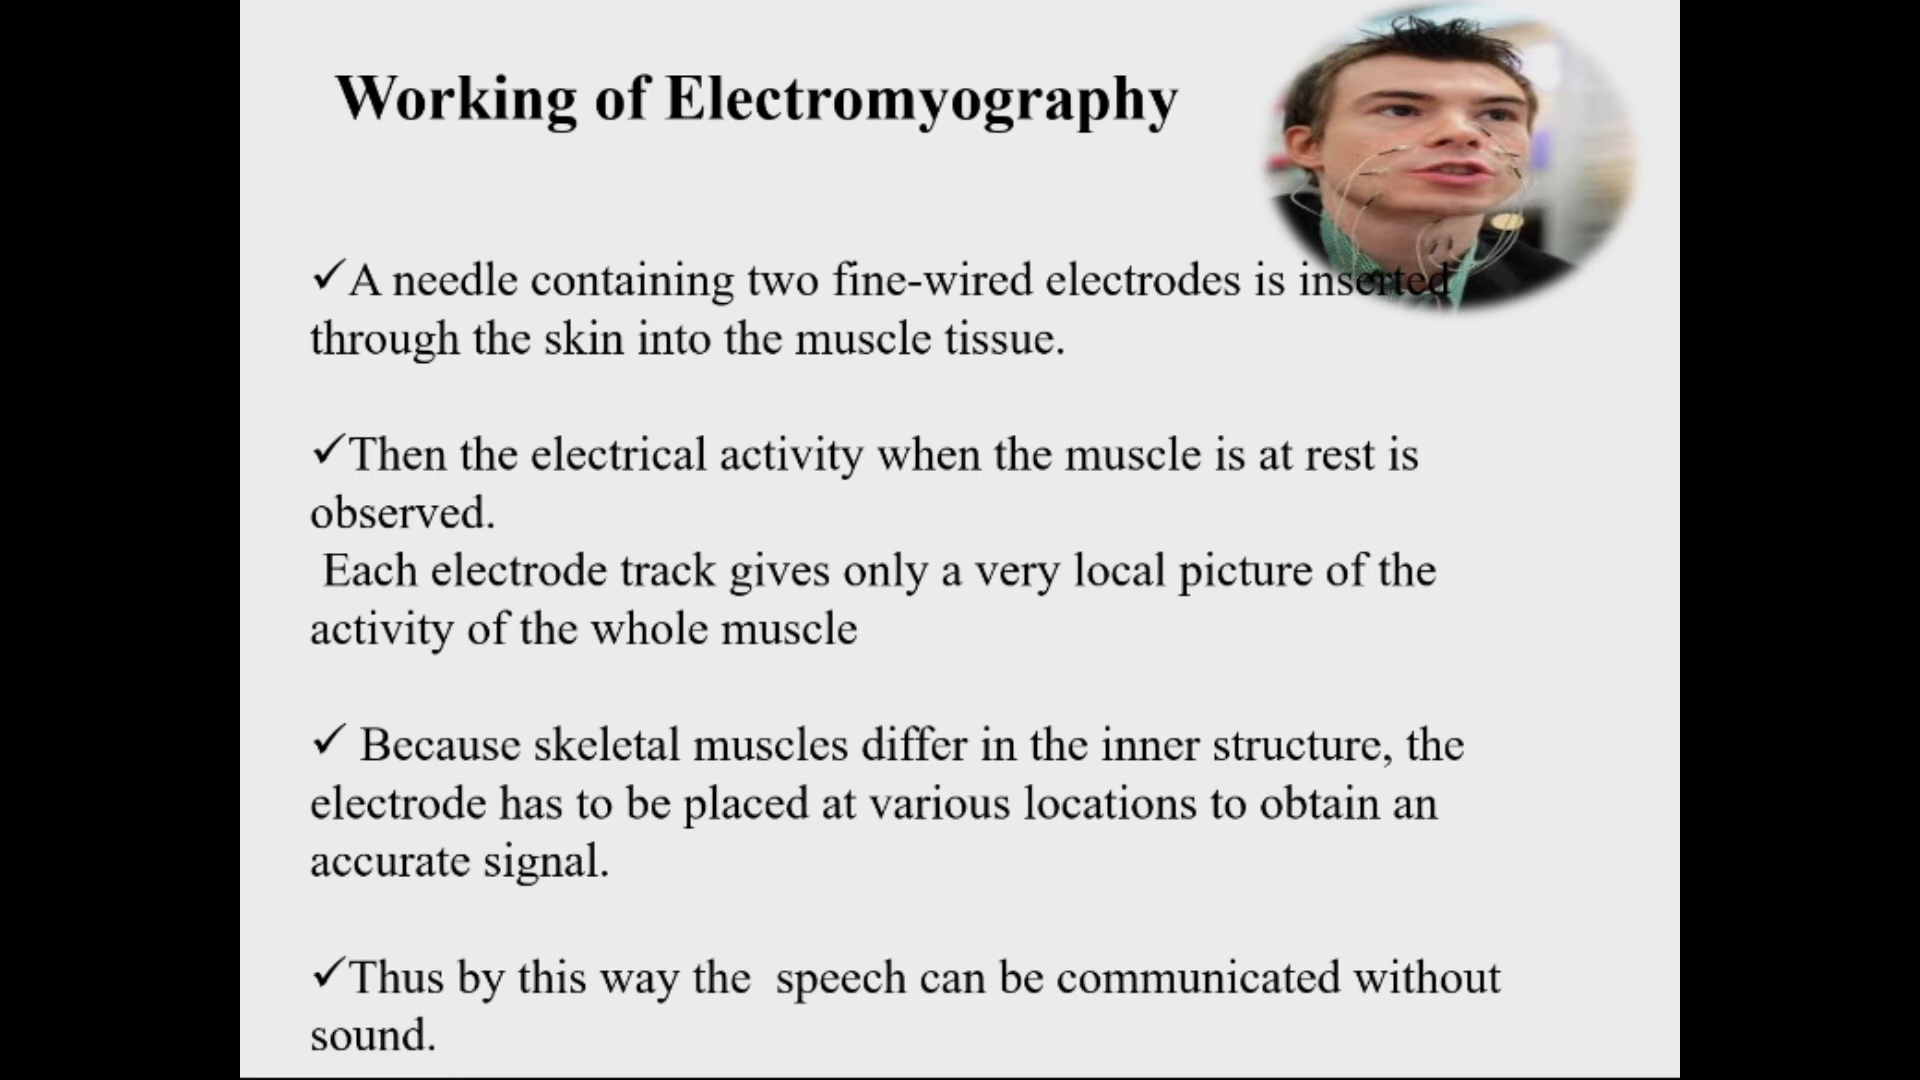 Working of Electromyography
✓A needle containing two fine-wired electrodes is inserted
through the skin into the muscle tissue.
✓Then the electrical activity when the muscle is at rest is
observed.
Each electrode track gives only a very local picture of the
activity of the whole muscle
✓ Because skeletal muscles differ in the inner structure, the
electrode has to be placed at various locations to obtain an
accurate signal.
✓Thus by this way the  speech can be communicated without
sound.